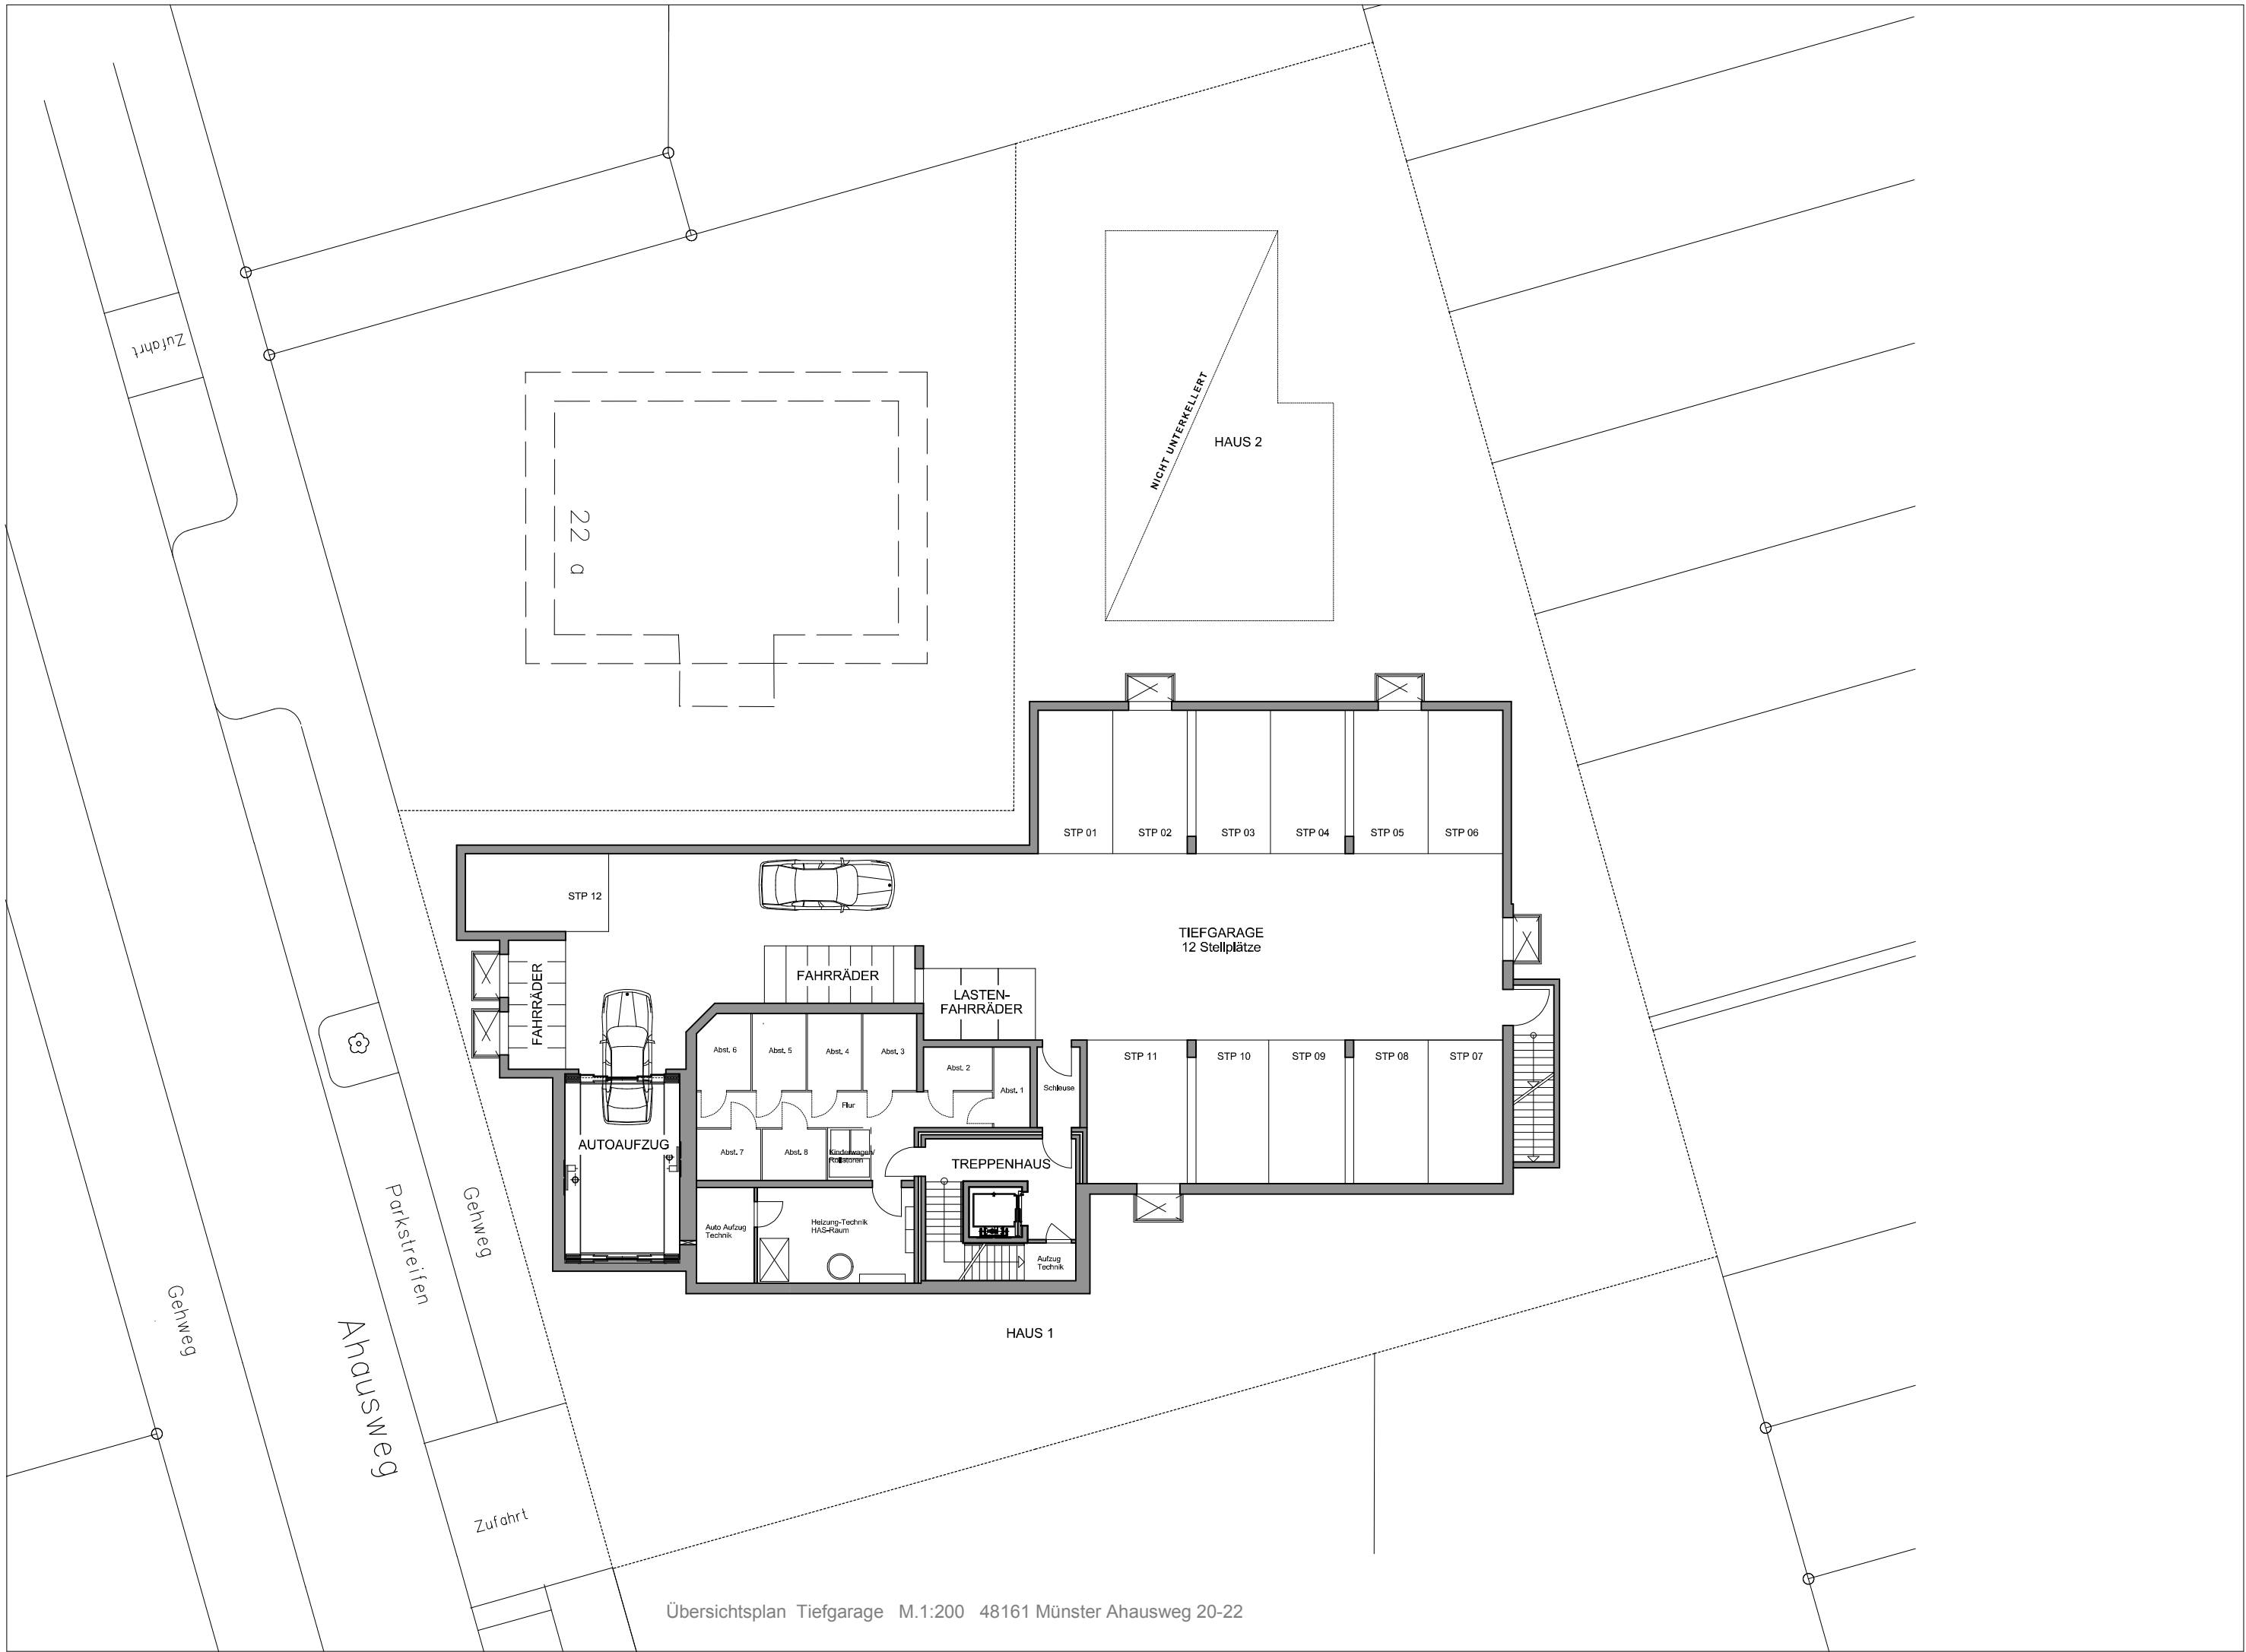 Zufahrt
NICHT UNTERKELLERT
HAUS 2
22 a
STP 01
STP 02
STP 03
STP 04
STP 05
STP 06
STP 12
TIEFGARAGE
12 Stellplätze
FAHRRÄDER
FAHRRÄDER
LASTEN-
FAHRRÄDER
Abst. 6
Abst. 5
Abst. 4
Abst. 3
Abst. 2
Abst. 1
Schleuse
STP 11
STP 10
STP 09
STP 08
STP 07
Flur
AUTOAUFZUG
Abst. 7
Abst. 8
Kinderwagen/
Rollatoren
TREPPENHAUS
Auto Aufzug
Technik
Heizung-Technik
HAS-Raum
Aufzug
Technik
Gehweg
Parkstreifen
Gehweg
Ahausweg
HAUS 1
Zufahrt
Übersichtsplan Tiefgarage M.1:200 48161 Münster Ahausweg 20-22